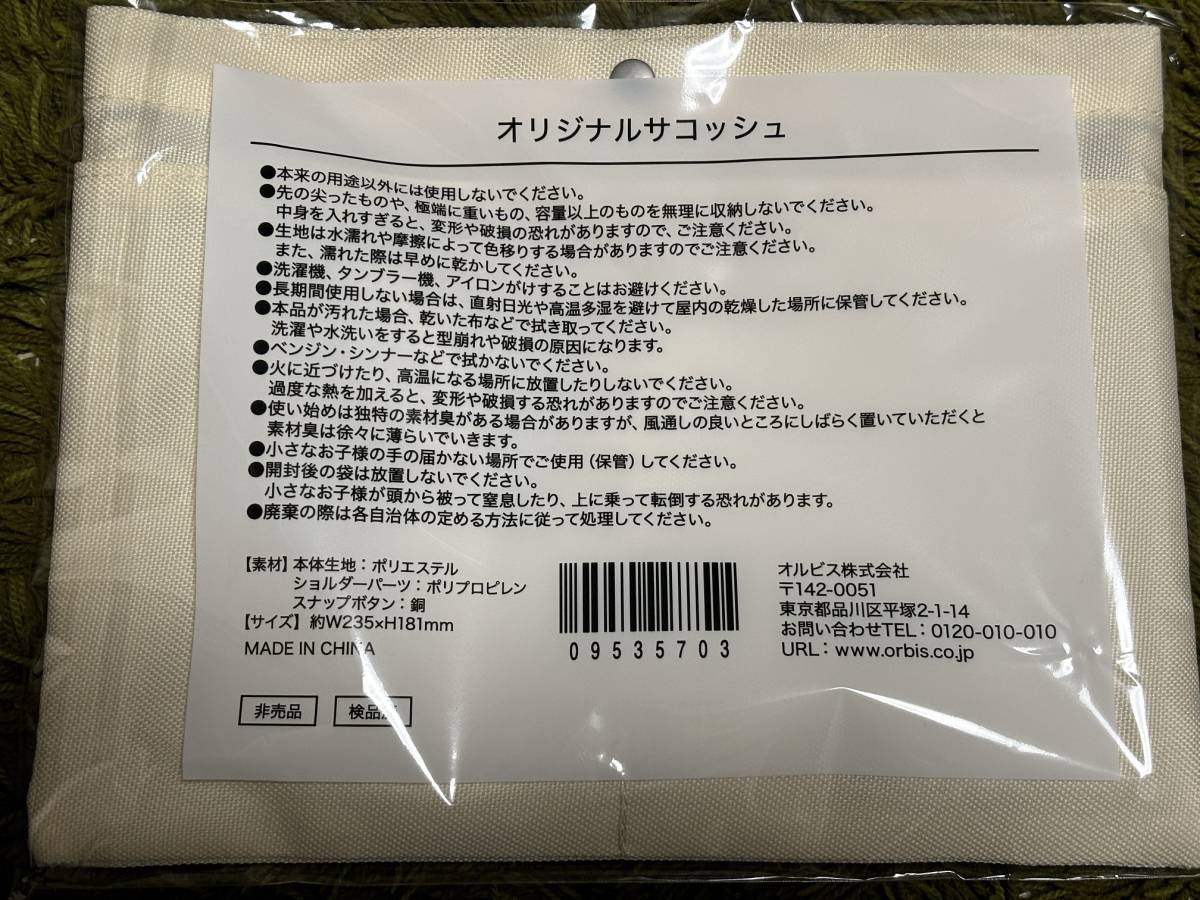 オリジナルサコッシュ
●本来の用途以外には使用しないでください。
●先の尖ったものや、極端に重いもの、容量以上のものを無理に収納しないでください。
中身を入れすぎると、変形や破損の恐れがありますので、ご注意ください。
●生地は水濡れや摩擦によって色移りする場合がありますのでご注意ください。
また、濡れた際は早めに乾かしてください。
●洗濯機、タンブラー機、アイロンがけすることはお避けください。
●長期間使用しない場合は、直射日光や高温多湿を避けて屋内の乾燥した場所に保管してください。
●本品が汚れた場合、乾いた布などで拭き取ってください。
洗濯や水洗いをすると型崩れや破損の原因になります。
●ベンジン・シンナーなどで拭かないでください。
●火に近づけたり、高温になる場所に放置したりしないでください。
過度な熱を加えると、変形や破損する恐れがありますのでご注意ください。
●使い始めは独特の素材臭がある場合がありますが、風通しの良いところにしばらく置いていただくと
素材臭は徐々に薄らいでいきます。
●小さなお子様の手の届かない場所でご使用（保管）してください。
●開封後の袋は放置しないでください。
小さなお子様が頭から被って窒息したり、上に乗って転倒する恐れがあります。
●廃棄の際は各自治体の定める方法に従って処理してください。
【素材】本体生地：ポリエステル
ショルダーパーツ：ポリプロピレン
スナップボタン：銅
【サイズ】約W235×H181mm
MADE IN CHINA
09535703
オルビス株式会社
〒142-0051
東京都品川区平塚2-1-14
お問い合わせTEL：0120-010-010
URL：www.orbis.co.jp
非売品
検品済